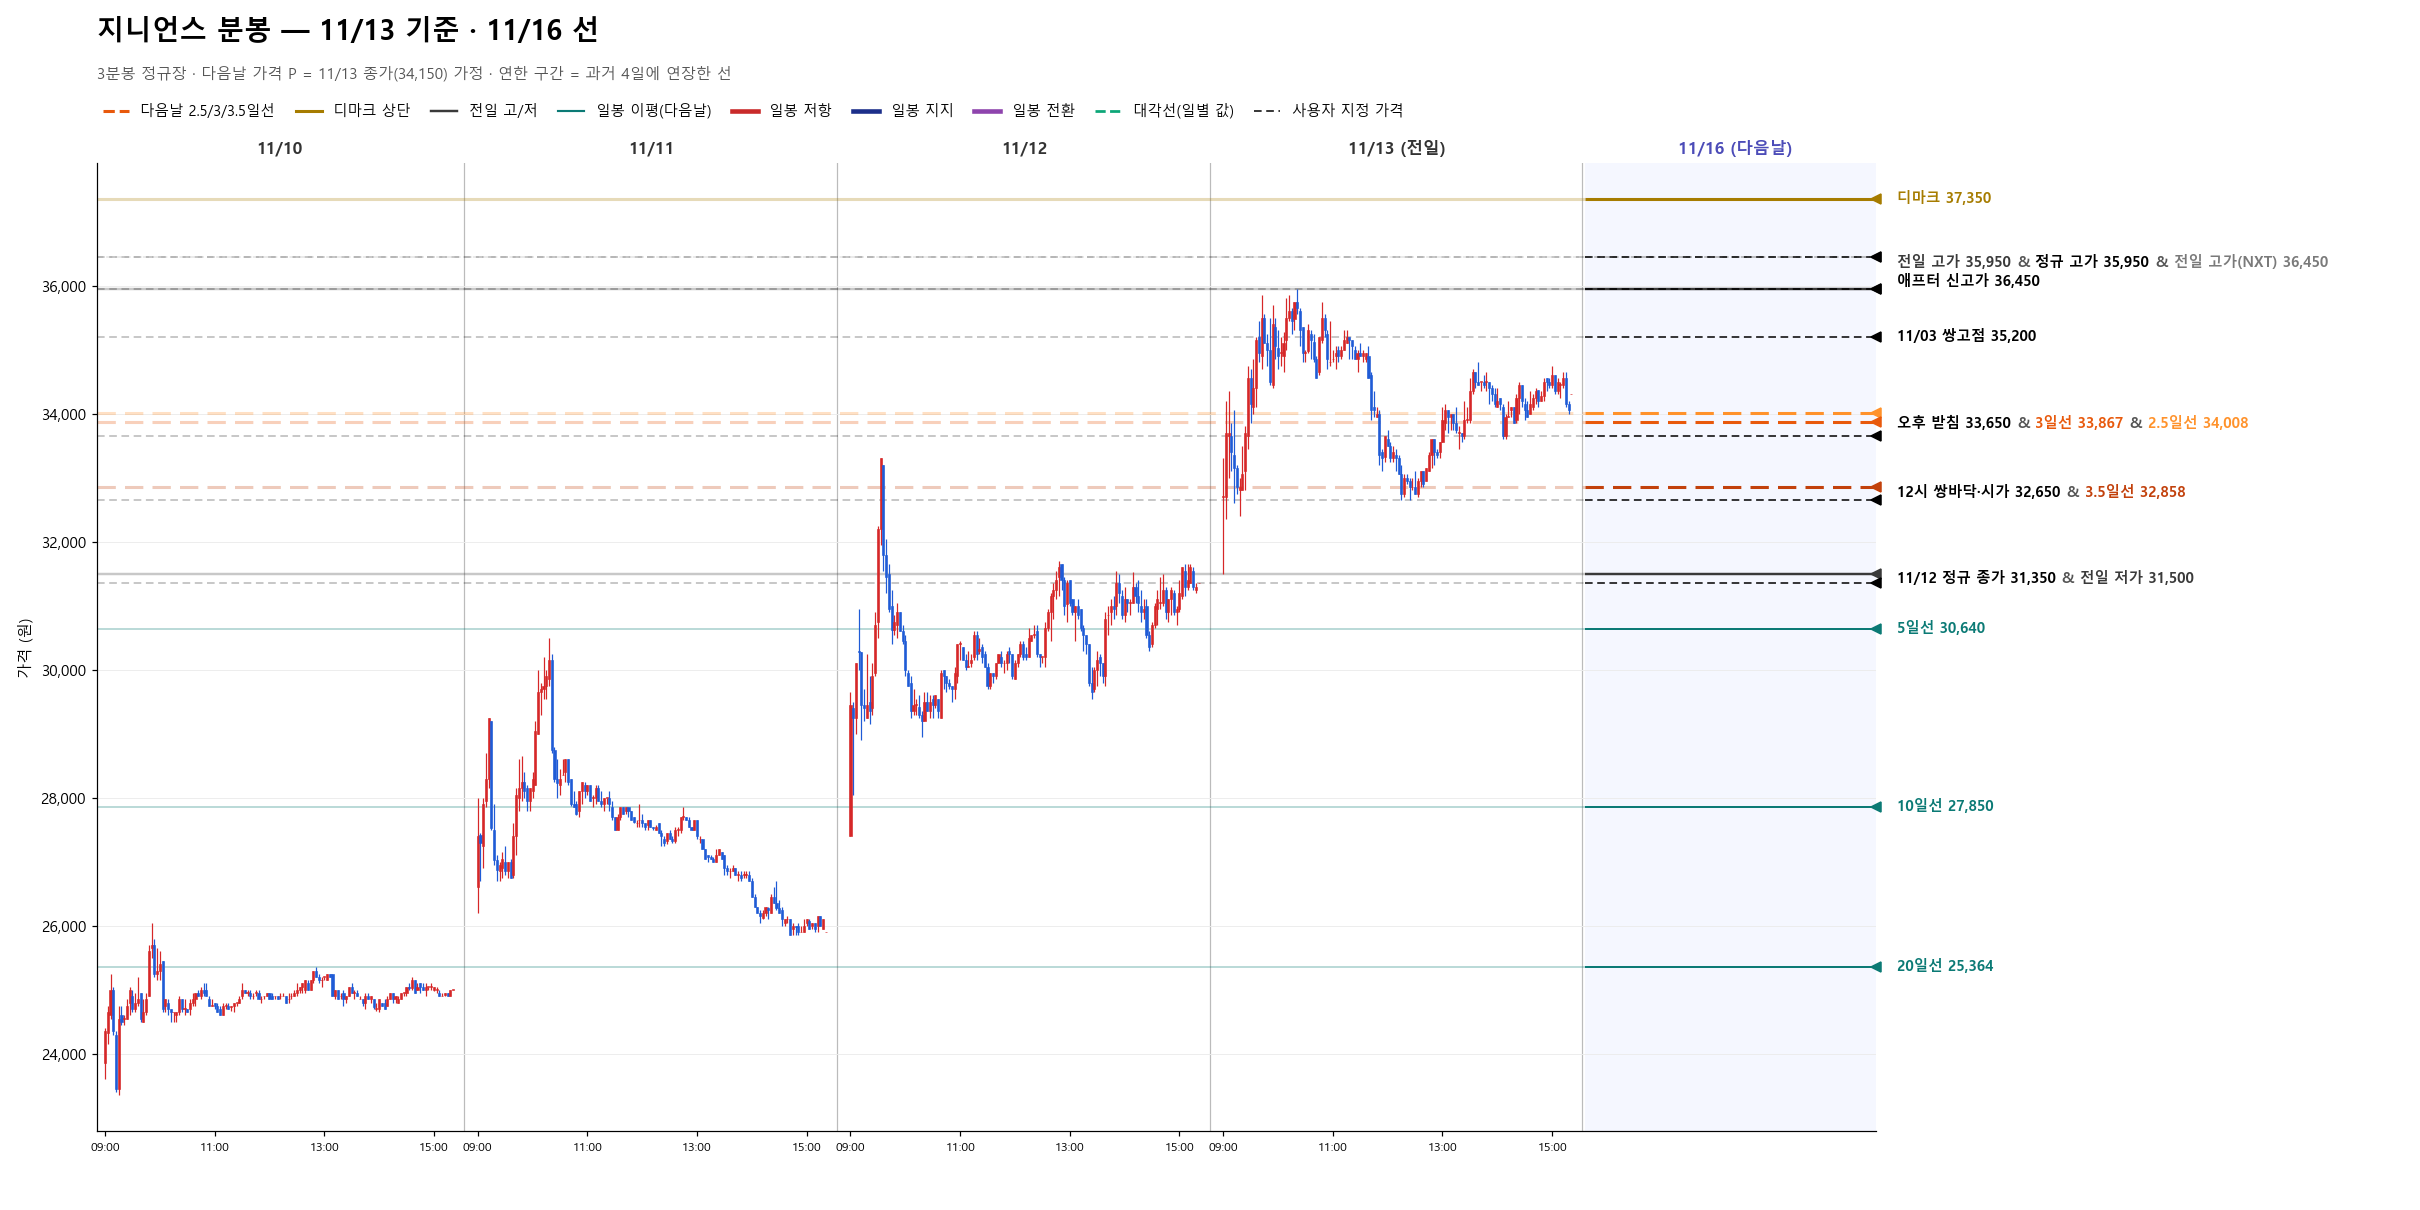 지니언스 분봉 — 11/13 기준 · 11/16 선
3분봉 정규장 · 다음날 가격 P = 11/13 종가(34,150) 가정 · 연한 구간 = 과거 4일에 연장한 선
다음날 2.5/3/3.5일선 디마크 상단 전일 고/저 일봉 이평(다음날) 일봉 저항 일봉 지지 일봉 전환 대각선(일별 값) 사용자 지정 가격
11/10 11/11 11/12 11/13 (전일) 11/16 (다음날)
디마크 37,350
전일 고가 35,950 & 정규 고가 35,950 & 전일 고가(NXT) 36,450
애프터 신고가 36,450
36,000
11/03 쌍고점 35,200
34,000
오후 받침 33,650 & 3일선 33,867 & 2.5일선 34,008
12시 쌍바닥·시가 32,650 & 3.5일선 32,858
32,000
11/12 정규 종가 31,350 & 전일 저가 31,500
5일선 30,640
가격 (원)
30,000
28,000
10일선 27,850
26,000
20일선 25,364
24,000
09:00 11:00 13:00 15:00 09:00 11:00 13:00 15:00 09:00 11:00 13:00 15:00 09:00 11:00 13:00 15:00